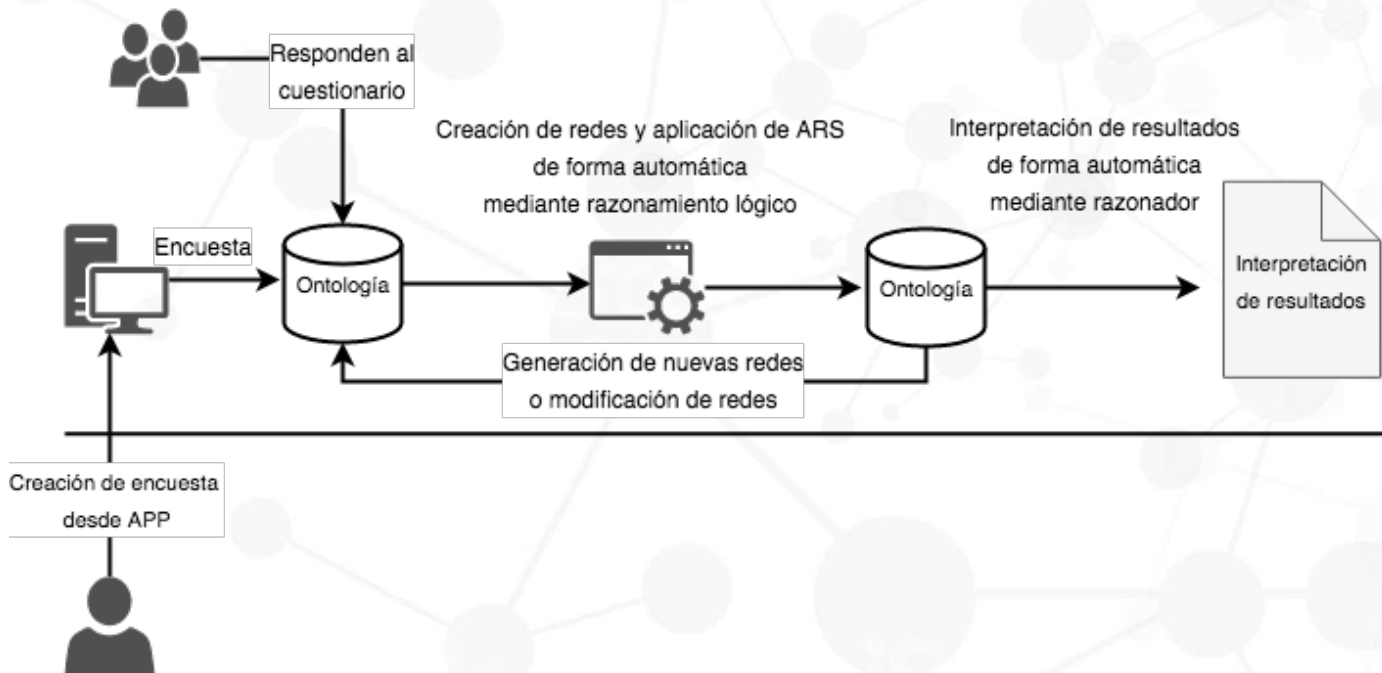 Responden al
cuestionario
Creación de redes y aplicación de ARS
de forma automática
mediante razonamiento lógico
Interpretación de resultados
de forma automática
mediante razonador
Encuesta
Ontología
Ontología
Interpretación
de resultados
Generación de nuevas redes
o modificación de redes
Creación de encuesta
desde APP